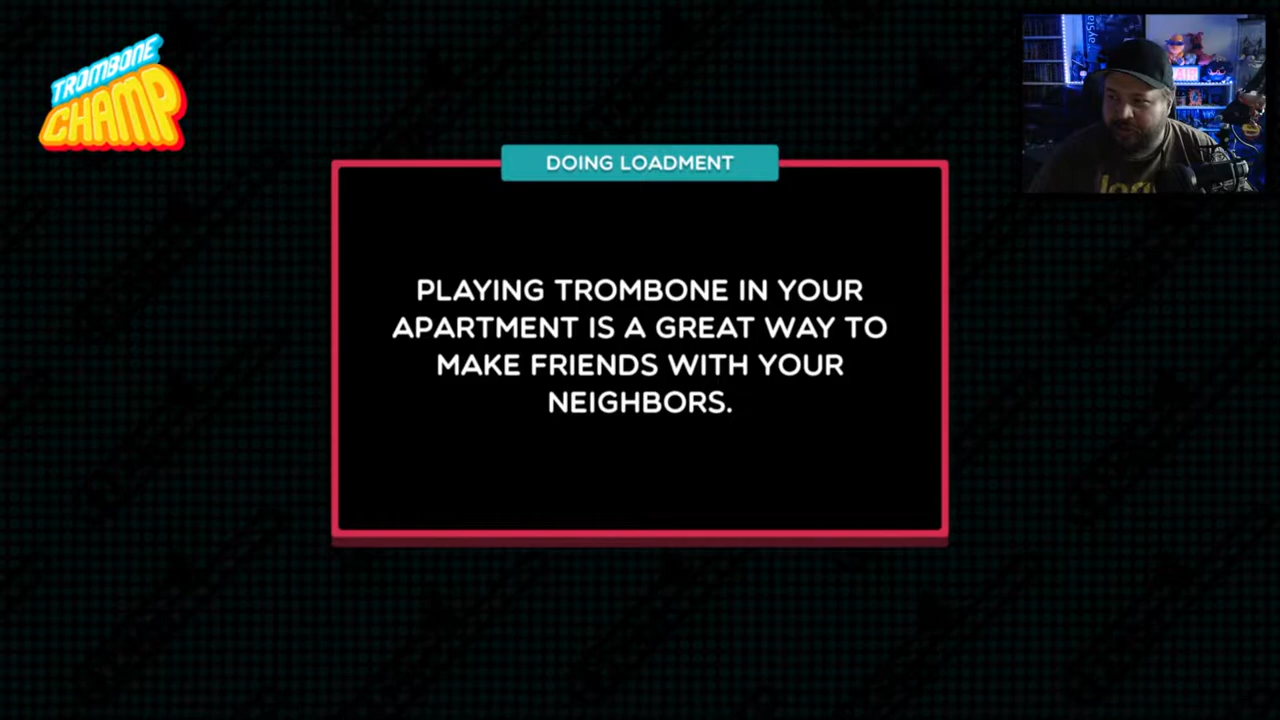 TROMBONE
CHAMP
DOING LOADMENT
PLAYING TROMBONE IN YOUR
APARTMENT IS A GREAT WAY TO
MAKE FRIENDS WITH YOUR
NEIGHBORS.